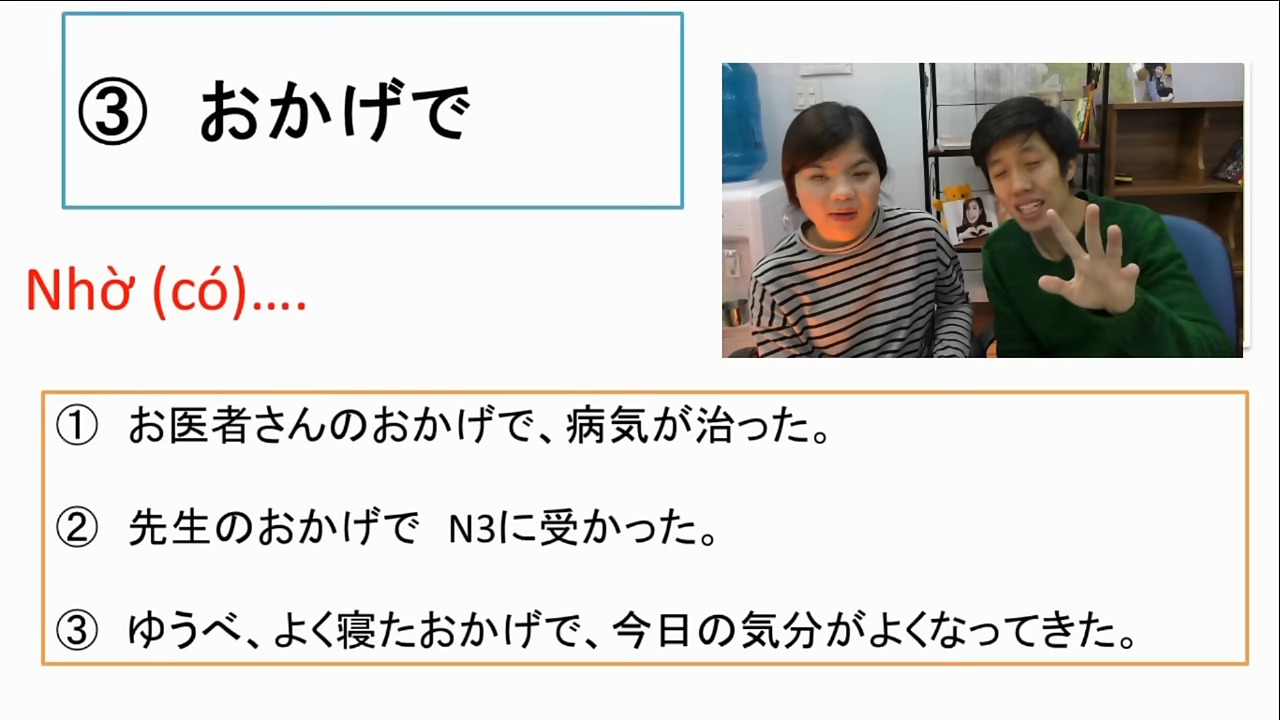 ③ おかげで
Nhờ (có)....
① お医者さんのおかげで、病気が治った。
② 先生のおかげで N3に受かった。
③ ゆうべ、よく寝たおかげで、今日の気分がよくなってきた。